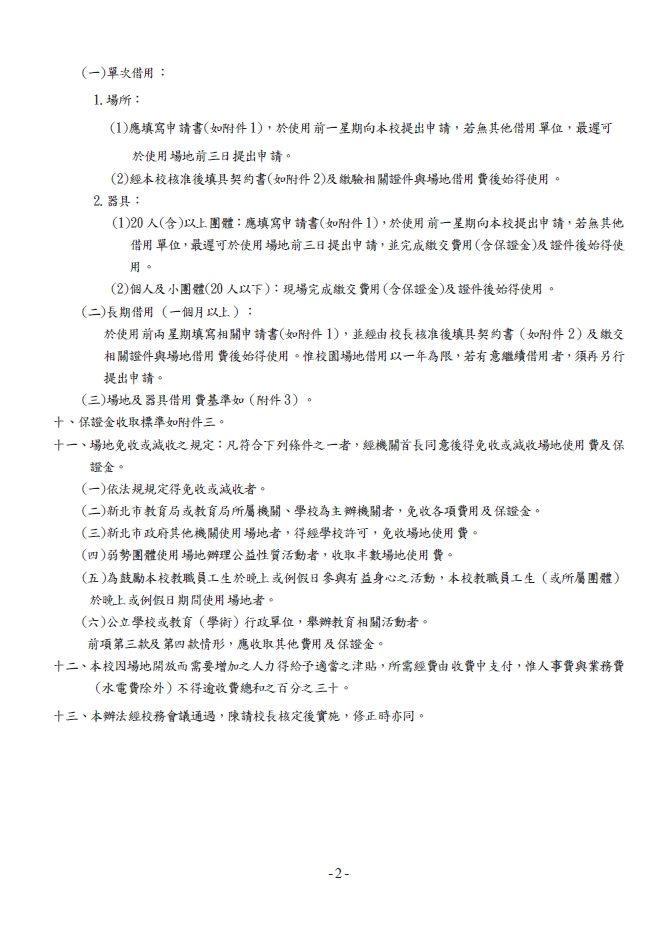 (一)單次借用：
1.場所：
(1)應填寫申請書(如附件1)，於使用前一星期向本校提出申請，若無其他借用單位，最遲可
於使用場地前三日提出申請。
(2)經本校核准後填具契約書(如附件2)及繳驗相關證件與場地借用費後始得使用。
2.器具：
(1)20人(含)以上團體：應填寫申請書(如附件1)，於使用前一星期向本校提出申請，若無其他
借用單位，最遲可於使用場地前三日提出申請，並完成繳交費用(含保證金)及證件後始得使
用。
(2)個人及小團體(20人以下)：現場完成繳交費用(含保證金)及證件後始得使用。
(二)長期借用（一個月以上）：
於使用前兩星期填寫相關申請書(如附件1)，並經由校長核准後填具契約書（如附件2）及繳交
相關證件與場地借用費後始得使用。惟校園場地借用以一年為限，若有意繼續借用者，須再另行
提出申請。
(三)場地及器具借用費基準如（附件3）。
十、保證金收取標準如附件三。
十一、場地免收或減收之規定：凡符合下列條件之一者，經機關首長同意後得免收或減收場地使用費及保
證金。
(一)依法規規定得免收或減收者。
(二)新北市教育局或教育局所屬機關、學校為主辦機關者，免收各項費用及保證金。
(三)新北市政府其他機關使用場地者，得經學校許可，免收場地使用費。
(四)弱勢團體使用場地辦理公益性質活動者，收取半數場地使用費。
(五)為鼓勵本校教職員工生於晚上或例假日參與有益身心之活動，本校教職員工生（或所屬團體）
於晚上或例假日期間使用場地者。
(六)公立學校或教育（學術）行政單位，舉辦教育相關活動者。
前項第三款及第四款情形，應收取其他費用及保證金。
十二、本校因場地開放而需要增加之人力得給予適當之津貼，所需經費由收費中支付，惟人事費與業務費
（水電費除外）不得逾收費總和之百分之三十。
十三、本辦法經校務會議通過，陳請校長核定後實施，修正時亦同。
-2-